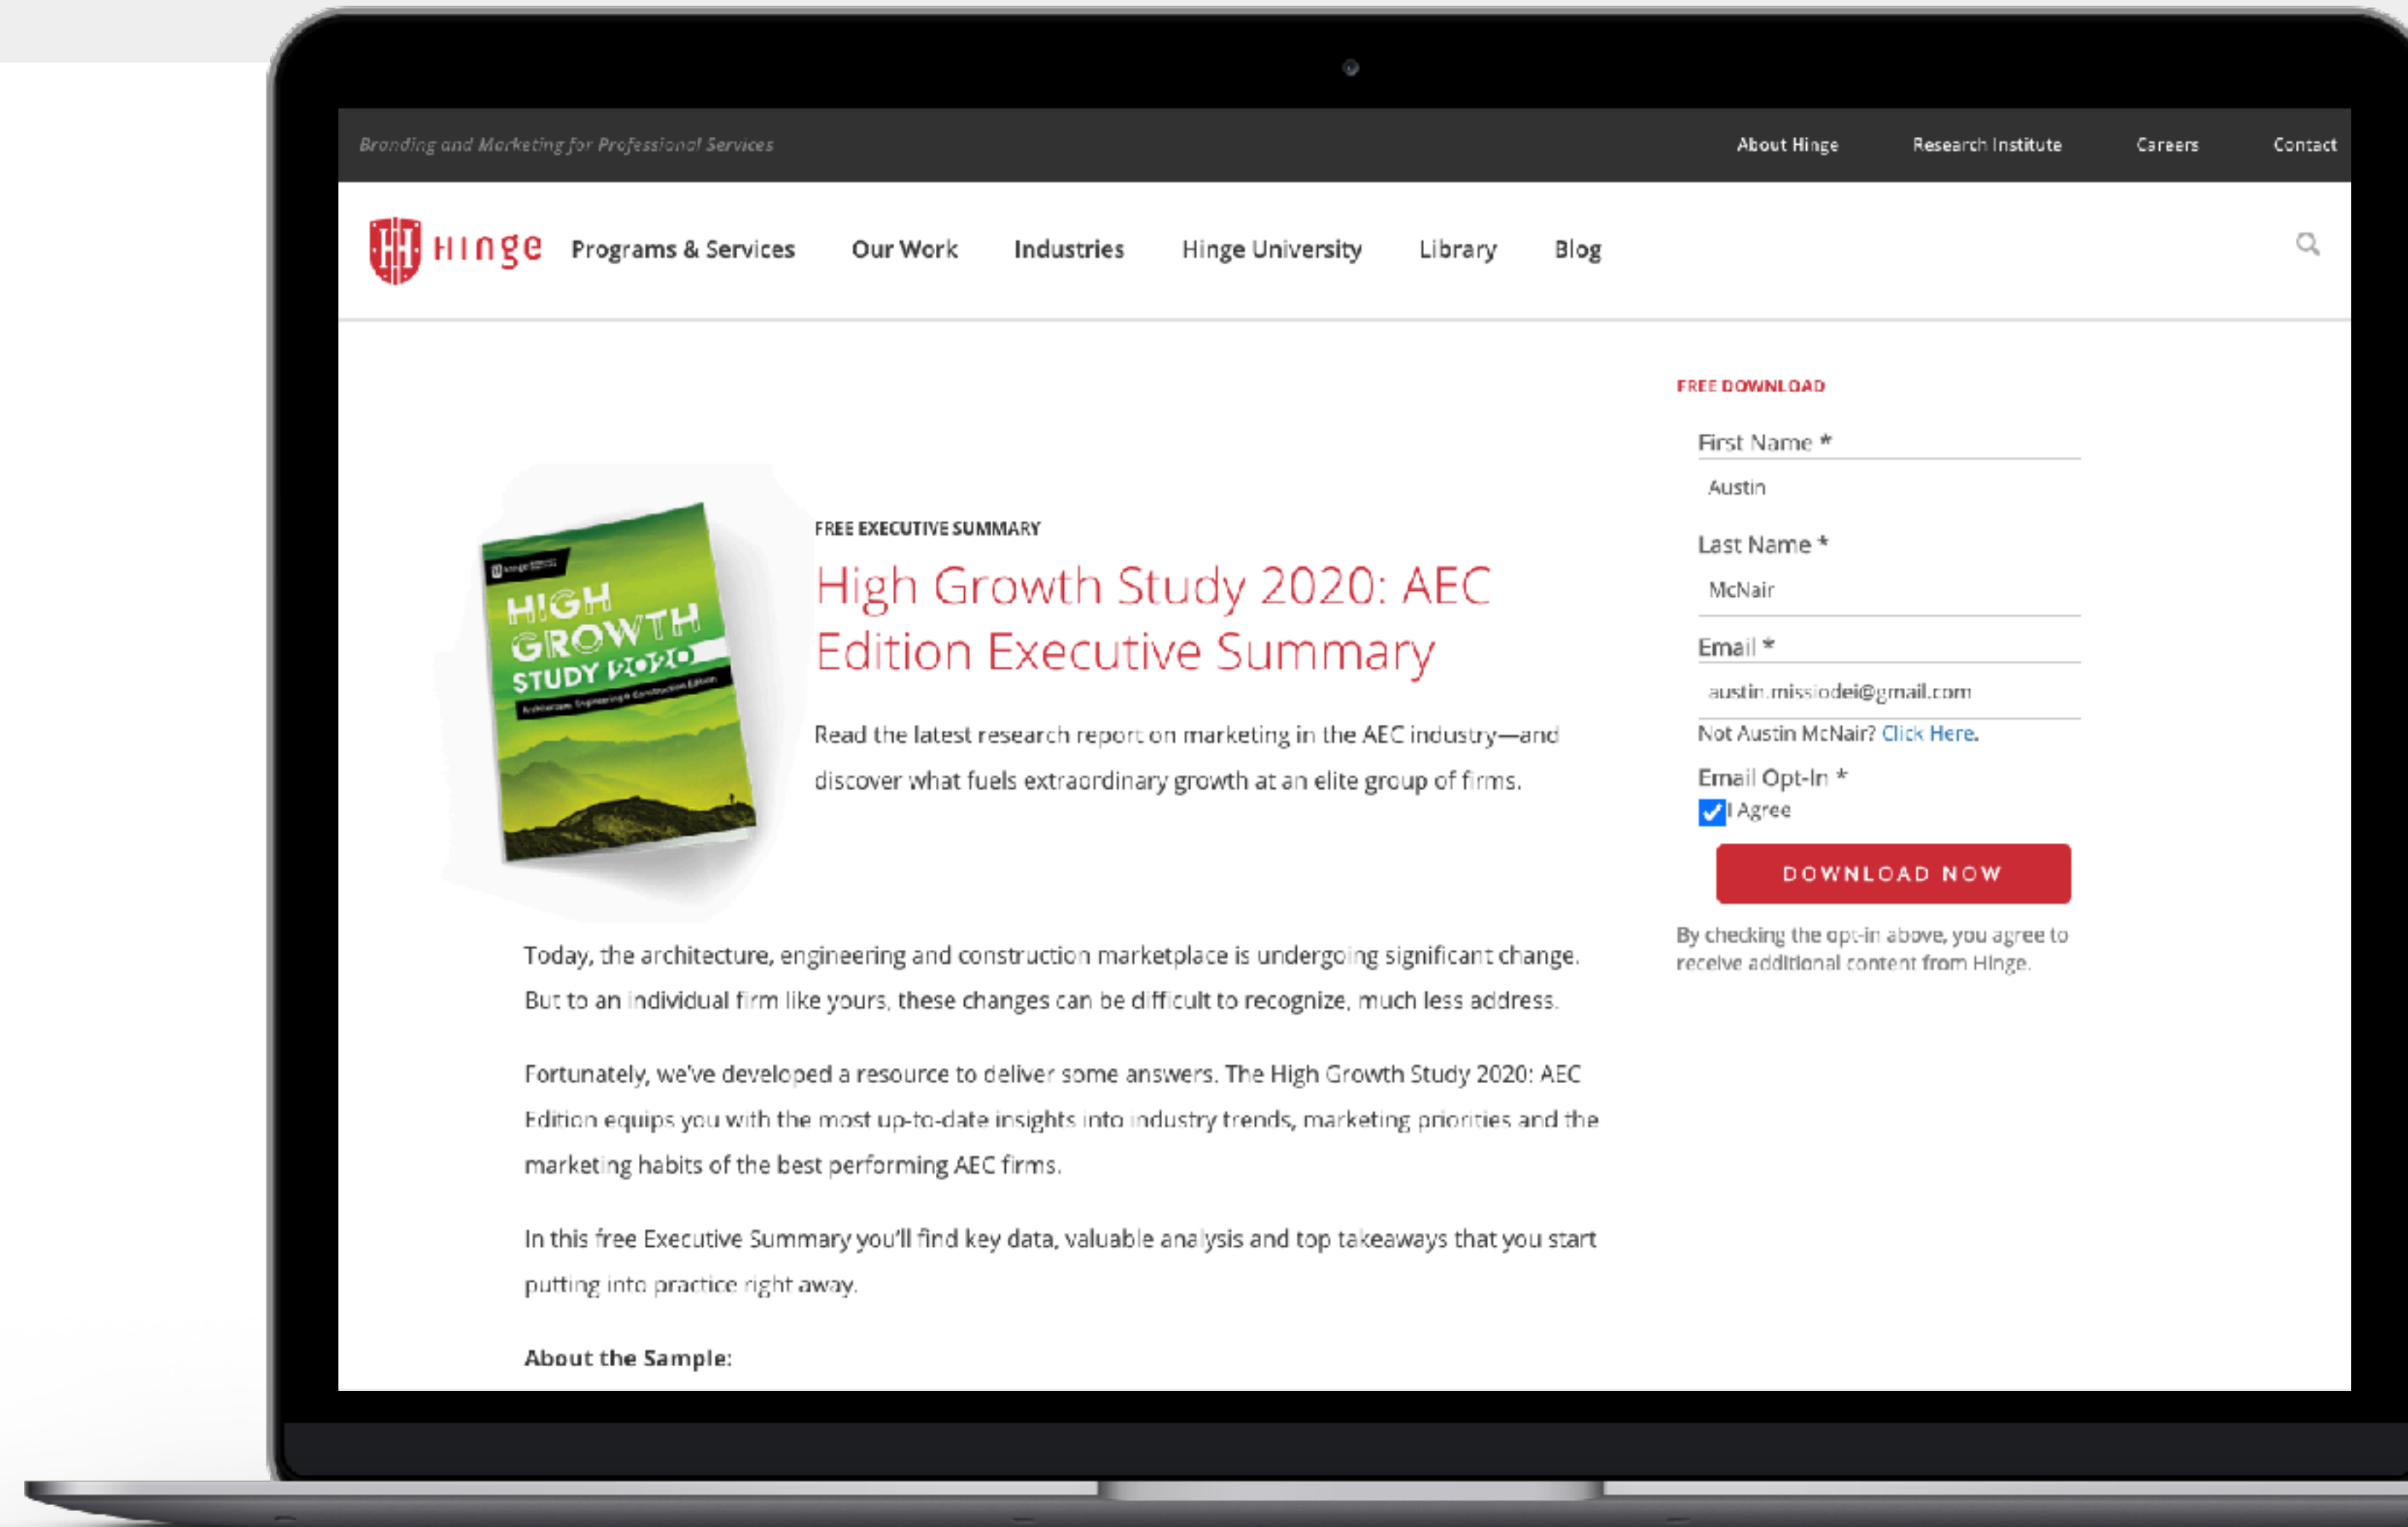 Branding and Marketing for Professional Services
About Hinge
Research Institute
Careers
Contact
Hinge
Programs & Services
Our Work
Industries
Hinge University
Library
Blog
HIGH
GROWTH
STUDY 2020
Architecture, Engineering & Construction Edition
FREE EXECUTIVE SUMMARY
High Growth Study 2020: AEC
Edition Executive Summary
Read the latest research report on marketing in the AEC industry—and
discover what fuels extraordinary growth at an elite group of firms.
Today, the architecture, engineering and construction marketplace is undergoing significant change.
But to an individual firm like yours, these changes can be difficult to recognize, much less address.
Fortunately, we've developed a resource to deliver some answers. The High Growth Study 2020: AEC
Edition equips you with the most up-to-date insights into industry trends, marketing priorities and the
marketing habits of the best performing AEC firms.
In this free Executive Summary you'll find key data, valuable analysis and top takeaways that you start
putting into practice right away.
About the Sample:
FREE DOWNLOAD
First Name *
Austin
Last Name *
McNair
Email *
austin.missiodei@gmail.com
Not Austin McNair? Click Here.
Email Opt-In *
I Agree
DOWNLOAD NOW
By checking the opt-in above, you agree to
receive additional content from Hinge.